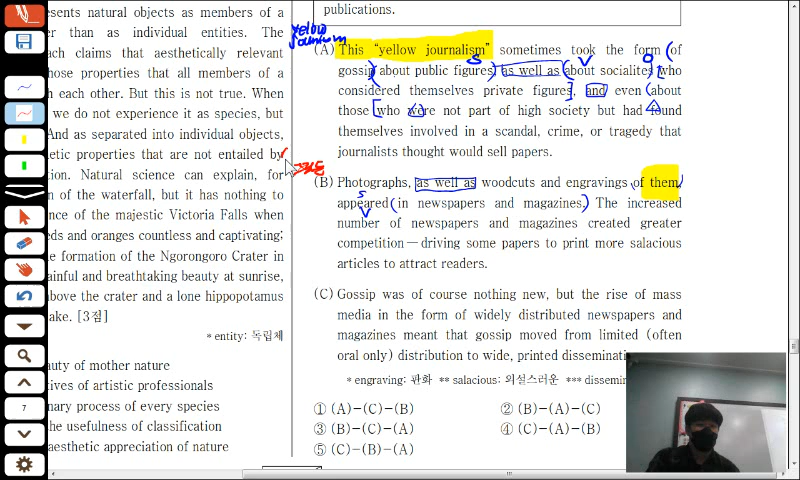 esents natural objects as members of a
er than as individual entities. The
ach claims that aesthetically relevant
hose properties that all members of a
h each other. But this is not true. When
we do not experience it as species, but
And as separated into individual objects,
etic properties that are not entailed by
ion. Natural science can explain, for
n of the waterfall, but it has nothing to
nce of the majestic Victoria Falls when
eds and oranges countless and captivating;
e formation of the Ngorongoro Crater in
ainful and breathtaking beauty at sunrise,
above the crater and a lone hippopotamus
ake. [3점]
* entity: 독립체
auty of mother nature
tives of artistic professionals
nary process of every species
he usefulness of classification
aesthetic appreciation of nature
7
publications.
yellow
journalism
(A) This "yellow journalism" sometimes took the form of
S V O
gossip about public figures, as well as about socialites who
considered themselves private figures, and even about
those who were not part of high society but had found
themselves involved in a scandal, crime, or tragedy that
journalists thought would sell papers.
(B) Photographs, as well as woodcuts and engravings of them,
S
appeared in newspapers and magazines. The increased
V
number of newspapers and magazines created greater
competition—driving some papers to print more salacious
articles to attract readers.
(C) Gossip was of course nothing new, but the rise of mass
media in the form of widely distributed newspapers and
magazines meant that gossip moved from limited (often
oral only) distribution to wide, printed disseminati
* engraving: 판화 ** salacious: 외설스러운 *** dissemin
① (A)-(C)-(B) ② (B)-(A)-(C)
③ (B)-(C)-(A) ④ (C)-(A)-(B)
⑤ (C)-(B)-(A)